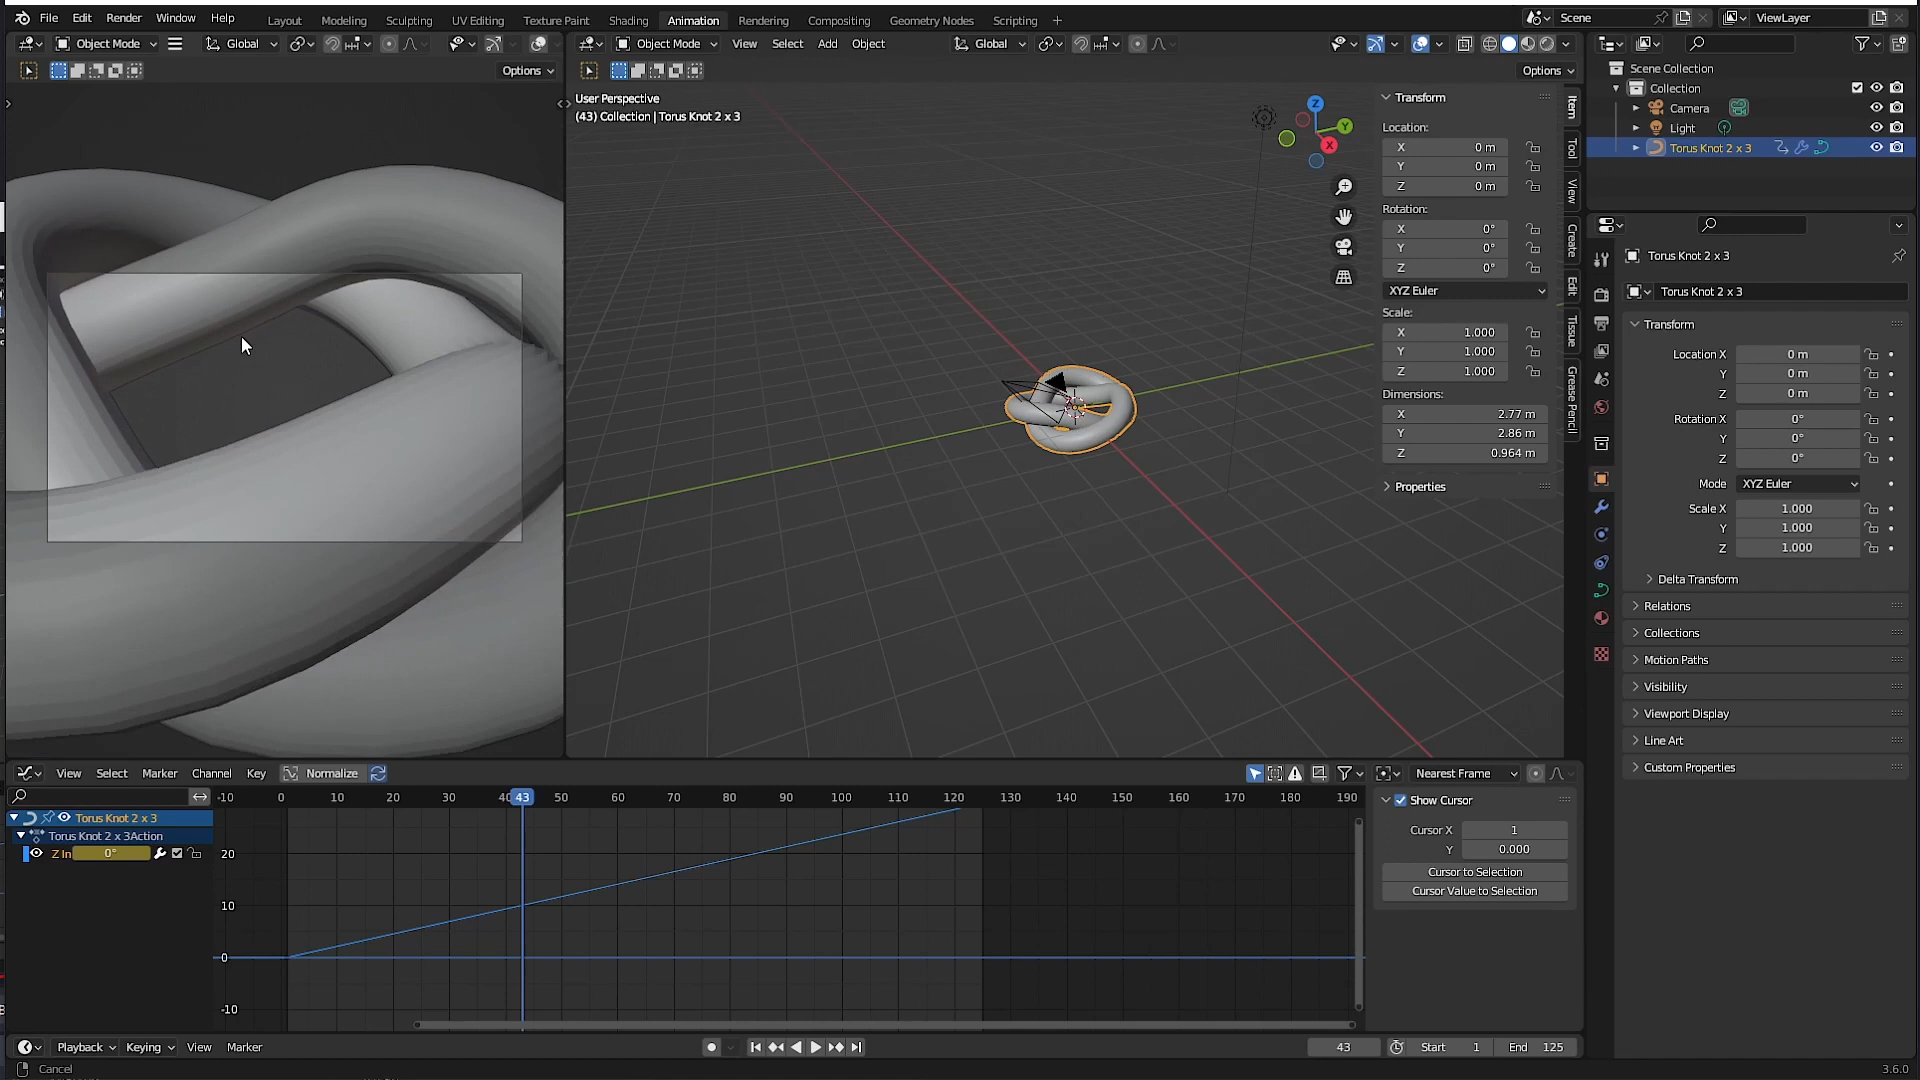 File Edit Render Window Help Layout Modeling Sculpting UV Editing Texture Paint Shading Animation Rendering Compositing Geometry Nodes Scripting + Scene ViewLayer
Object Mode Global Object Mode View Select Add Object Global
Options Options
User Perspective
(43) Collection | Torus Knot 2 x 3
Z
Y
X
Transform
Location:
X 0 m
Y 0 m
Z 0 m
Rotation:
X 0°
Y 0°
Z 0°
XYZ Euler
Scale:
X 1.000
Y 1.000
Z 1.000
Dimensions:
X 2.77 m
Y 2.86 m
Z 0.964 m
Properties
Item
Tool
View
Create
Edit
Tissue
Grease Pencil
Scene Collection
Collection
Camera
Light
Torus Knot 2 x 3
Torus Knot 2 x 3
Torus Knot 2 x 3
Transform
Location X 0 m
Y 0 m
Z 0 m
Rotation X 0°
Y 0°
Z 0°
Mode XYZ Euler
Scale X 1.000
Y 1.000
Z 1.000
Delta Transform
Relations
Collections
Motion Paths
Visibility
Viewport Display
Line Art
Custom Properties
View Select Marker Channel Key Normalize Nearest Frame
-10 0 10 20 30 40 43 50 60 70 80 90 100 110 120 130 140 150 160 170 180 190
Torus Knot 2 x 3
Torus Knot 2 x 3Action
Z In 0°
20
10
0
-10
Show Cursor
Cursor X 1
Y 0.000
Cursor to Selection
Cursor Value to Selection
Playback Keying View Marker 43 Start 1 End 125
Cancel 3.6.0